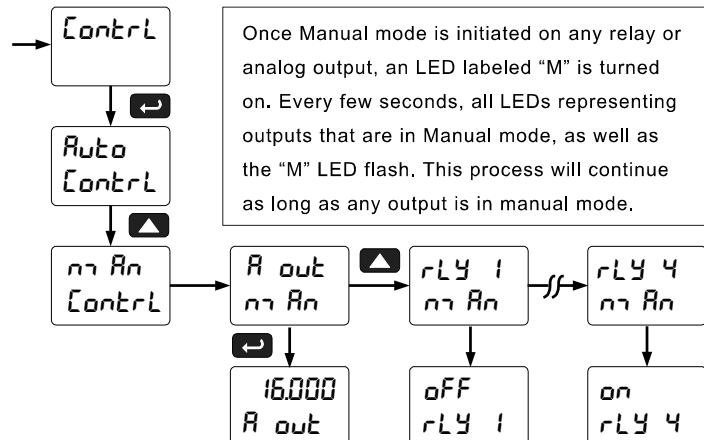 ContrL
Once Manual mode is initiated on any relay or
analog output, an LED labeled “M” is turned
on. Every few seconds, all LEDs representing
outputs that are in Manual mode, as well as
the “M” LED flash. This process will continue
as long as any output is in manual mode.
Auto
ContrL
mAn
ContrL
A out
mAn
rLY 1
mAn
rLY 4
mAn
16.000
A out
oFF
rLY 1
on
rLY 4